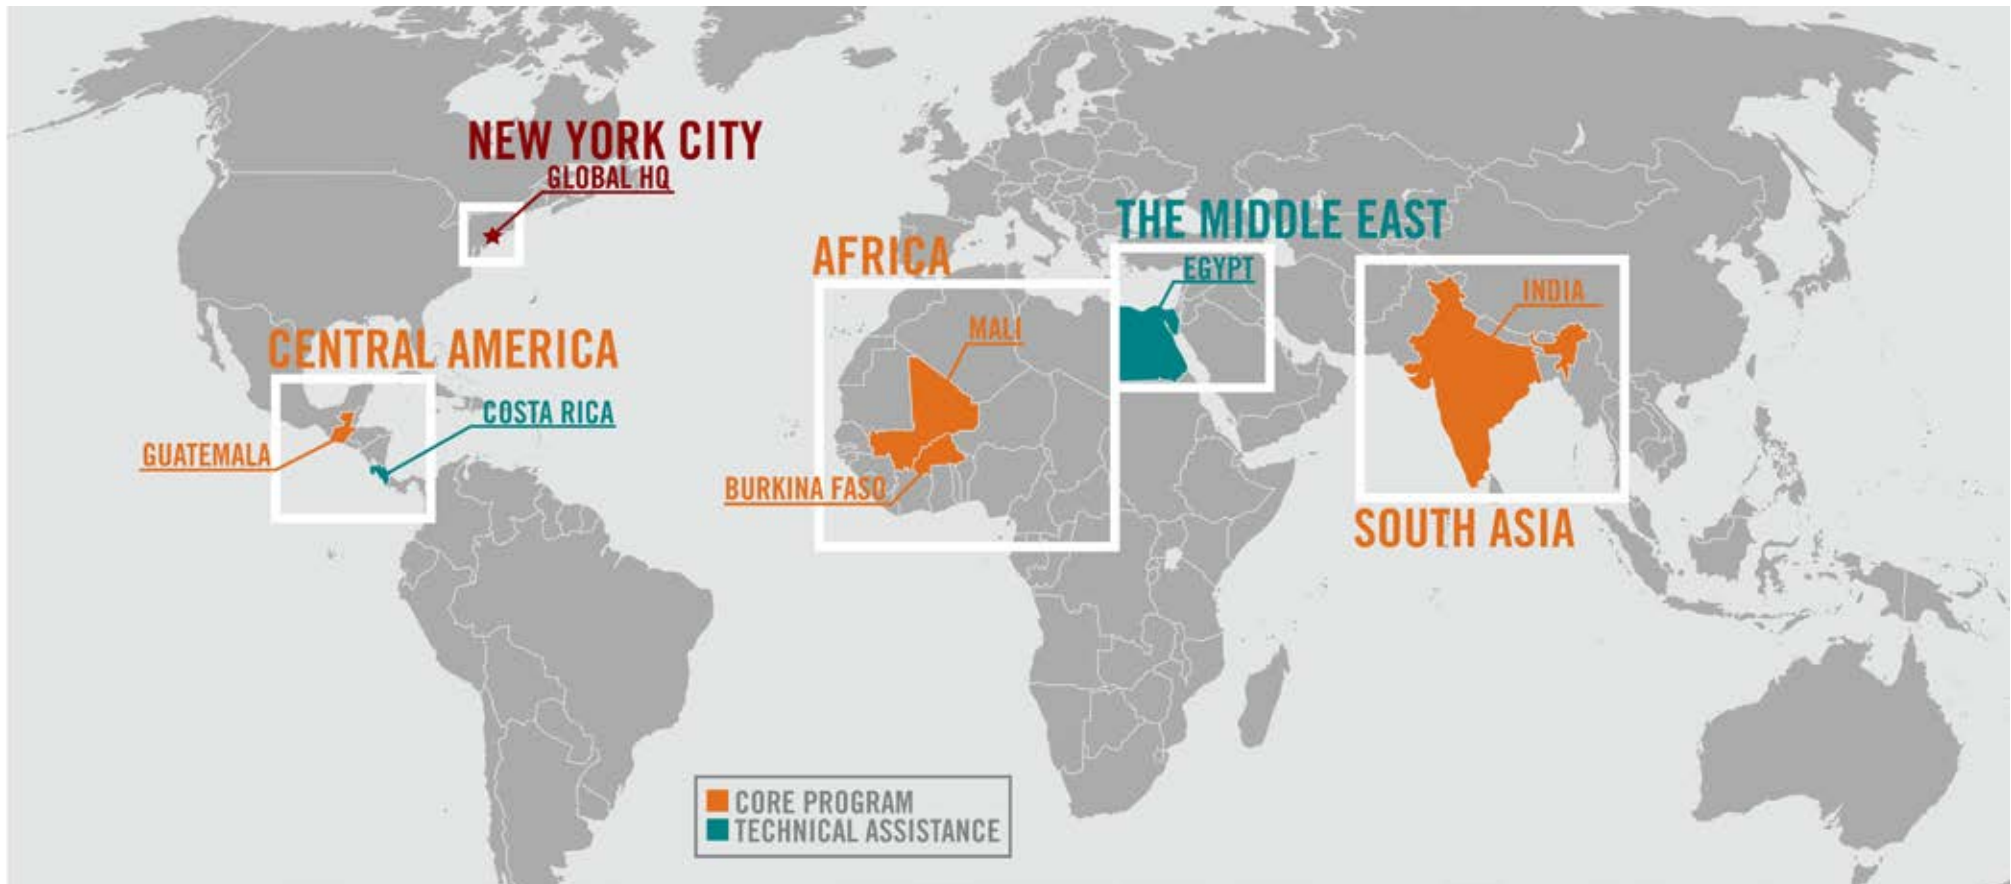 NEW YORK CITY
GLOBAL HQ
THE MIDDLE EAST
EGYPT
AFRICA
MALI
BURKINA FASO
INDIA
SOUTH ASIA
CENTRAL AMERICA
COSTA RICA
GUATEMALA
CORE PROGRAM
TECHNICAL ASSISTANCE